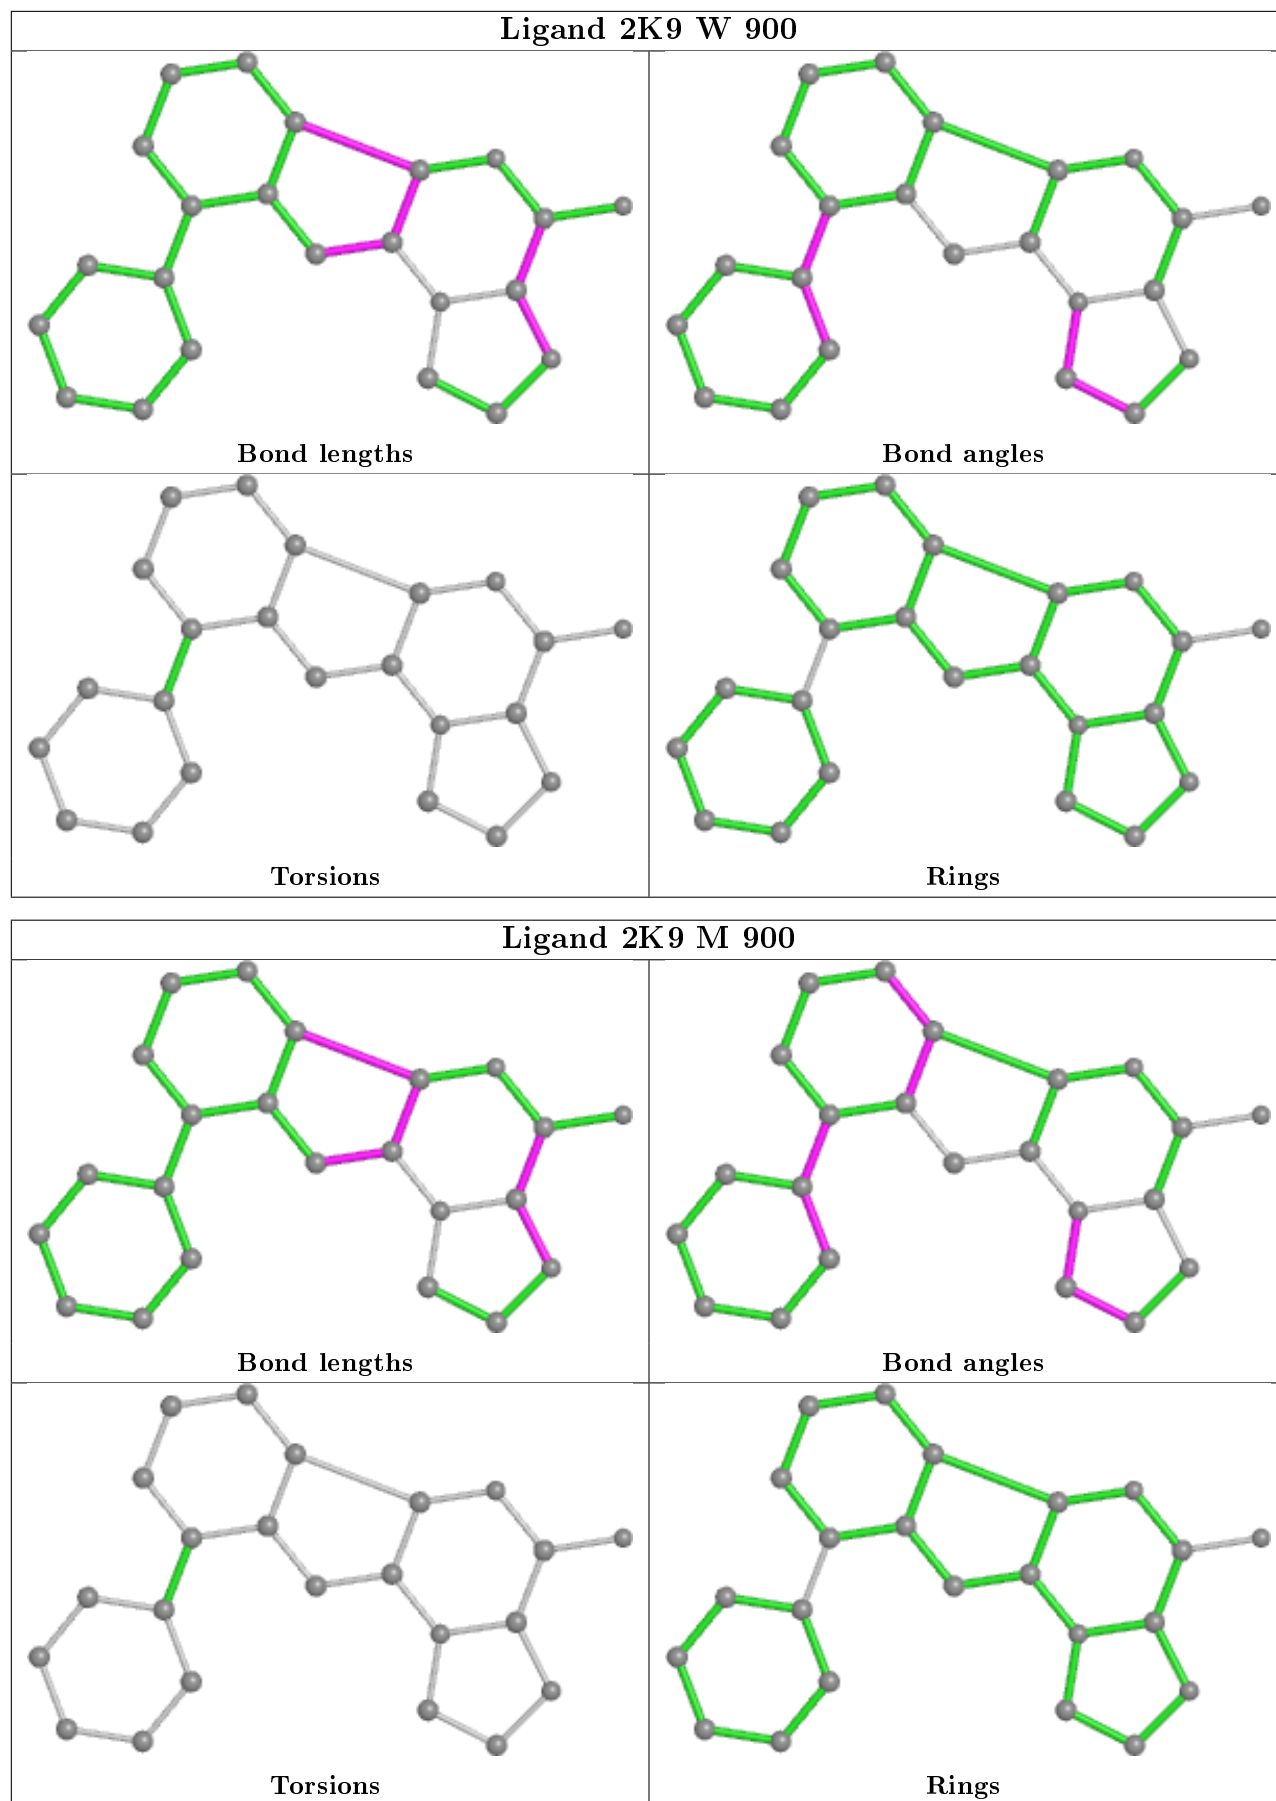 Ligand 2K9 W 900
Bond lengths
Bond angles
Torsions
Rings
Ligand 2K9 M 900
Bond lengths
Bond angles
Torsions
Rings